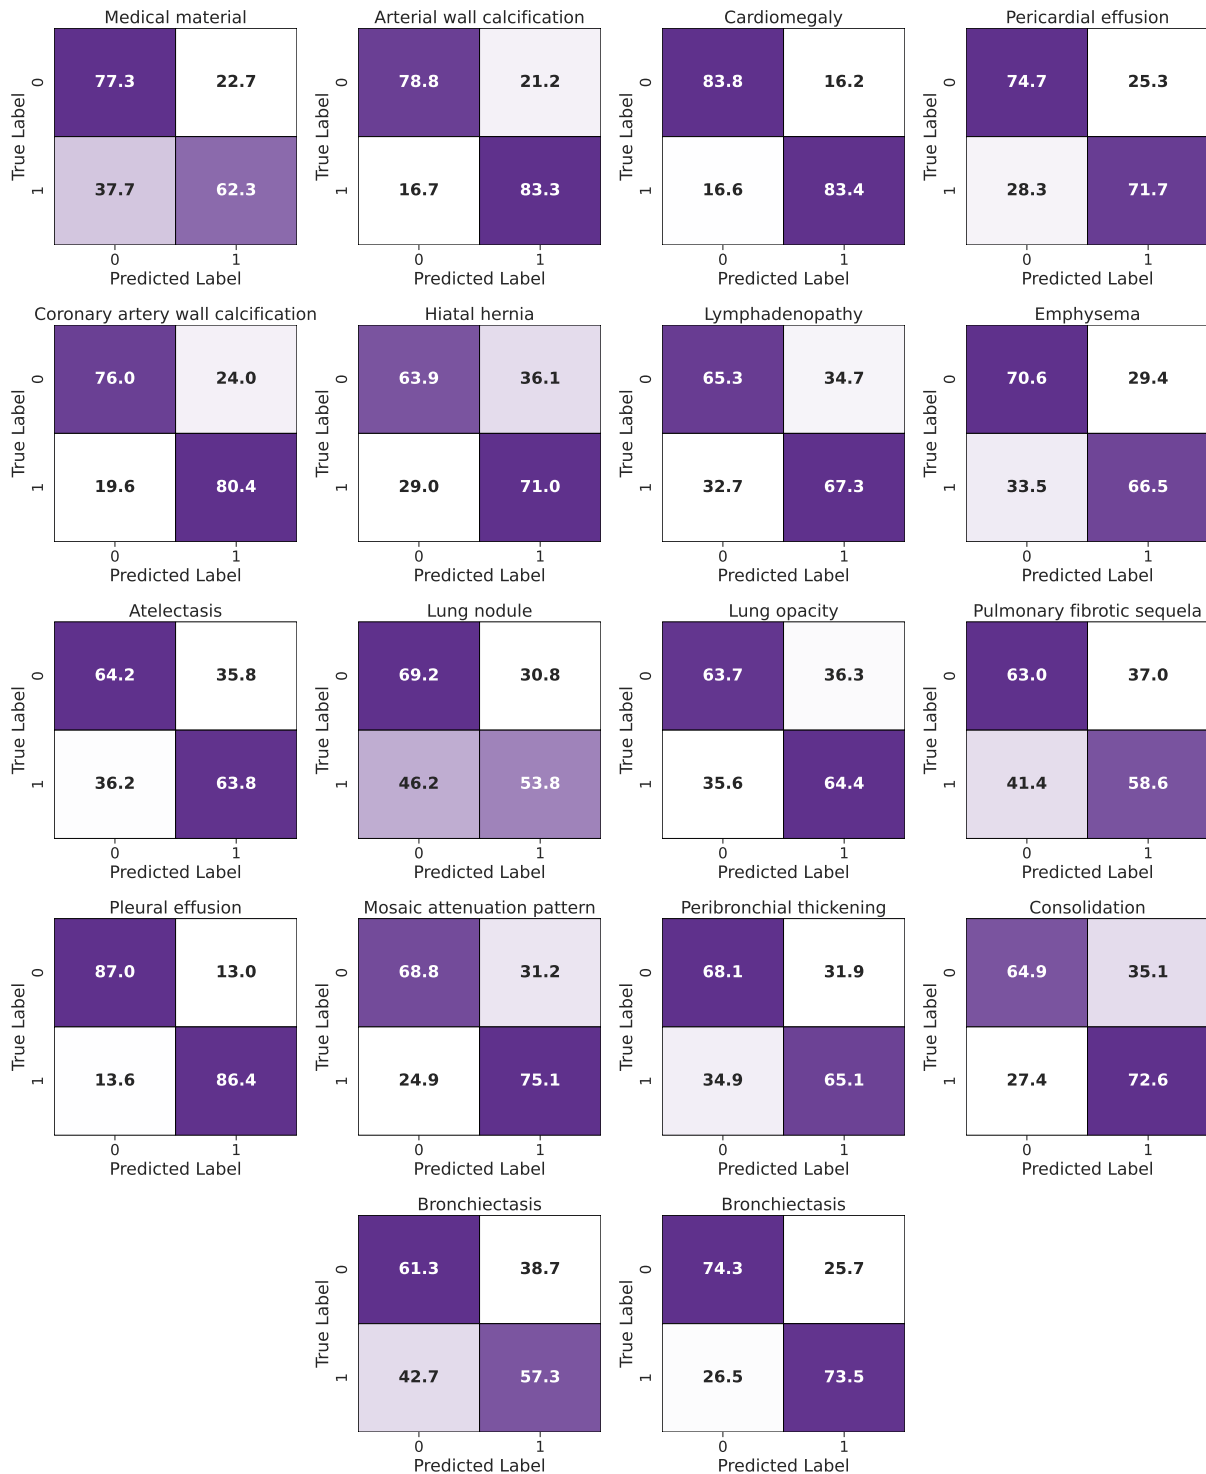 Medical material Arterial wall calcification Cardiomegaly Pericardial effusion
True Label 0 77.3 22.7 True Label 0 78.8 21.2 True Label 0 83.8 16.2 True Label 0 74.7 25.3
1 37.7 62.3 1 16.7 83.3 1 16.6 83.4 1 28.3 71.7
0 1 0 1 0 1 0 1
Predicted Label Predicted Label Predicted Label Predicted Label
Coronary artery wall calcification Hiatal hernia Lymphadenopathy Emphysema
True Label 0 76.0 24.0 True Label 0 63.9 36.1 True Label 0 65.3 34.7 True Label 0 70.6 29.4
1 19.6 80.4 1 29.0 71.0 1 32.7 67.3 1 33.5 66.5
0 1 0 1 0 1 0 1
Predicted Label Predicted Label Predicted Label Predicted Label
Atelectasis Lung nodule Lung opacity Pulmonary fibrotic sequela
True Label 0 64.2 35.8 True Label 0 69.2 30.8 True Label 0 63.7 36.3 True Label 0 63.0 37.0
1 36.2 63.8 1 46.2 53.8 1 35.6 64.4 1 41.4 58.6
0 1 0 1 0 1 0 1
Predicted Label Predicted Label Predicted Label Predicted Label
Pleural effusion Mosaic attenuation pattern Peribronchial thickening Consolidation
True Label 0 87.0 13.0 True Label 0 68.8 31.2 True Label 0 68.1 31.9 True Label 0 64.9 35.1
1 13.6 86.4 1 24.9 75.1 1 34.9 65.1 1 27.4 72.6
0 1 0 1 0 1 0 1
Predicted Label Predicted Label Predicted Label Predicted Label
Bronchiectasis Bronchiectasis
True Label 0 61.3 38.7 True Label 0 74.3 25.7
1 42.7 57.3 1 26.5 73.5
0 1 0 1
Predicted Label Predicted Label